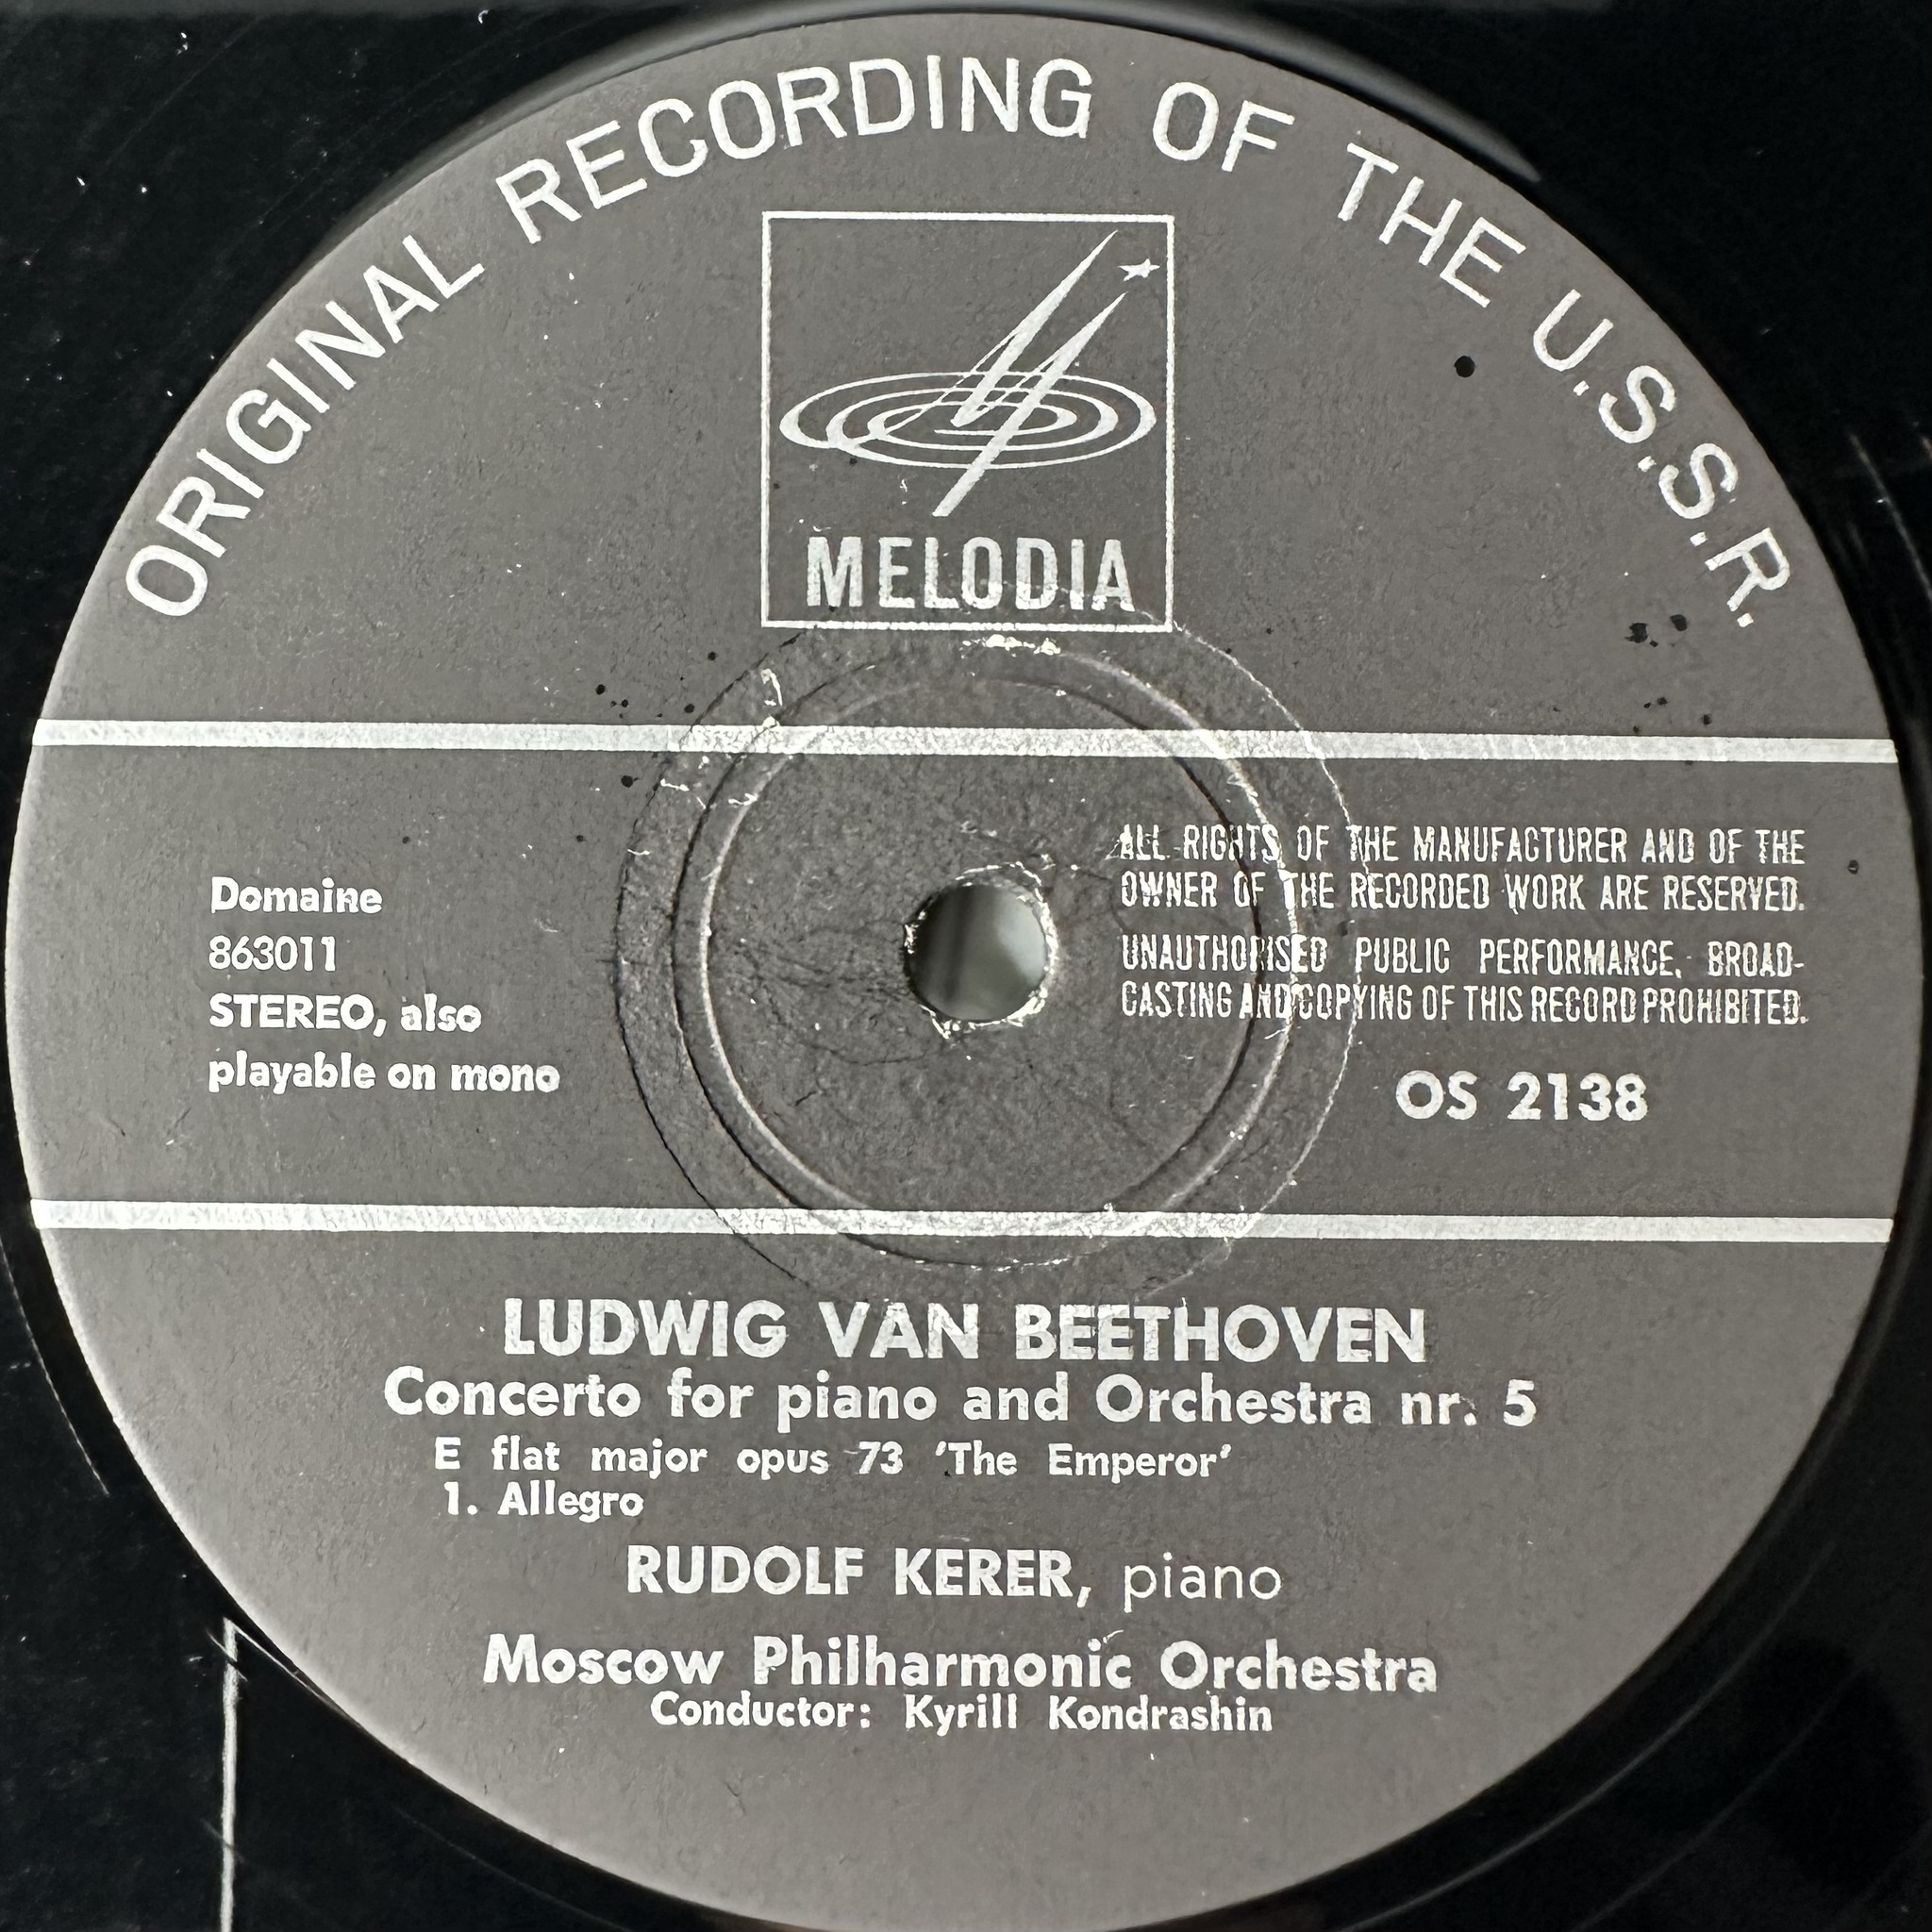 ORIGINAL RECORDING OF THE U.S.S.R.
MELODIA
Domaine
863011
STEREO, also
playable on mono
ALL RIGHTS OF THE MANUFACTURER AND OF THE
OWNER OF THE RECORDED WORK ARE RESERVED.
UNAUTHORISED PUBLIC PERFORMANCE, BROAD-
CASTING AND COPYING OF THIS RECORD PROHIBITED.
OS 2138
LUDWIG VAN BEETHOVEN
Concerto for piano and Orchestra nr. 5
E flat major opus 73 'The Emperor'
1. Allegro
RUDOLF KERER, piano
Moscow Philharmonic Orchestra
Conductor: Kyrill Kondrashin